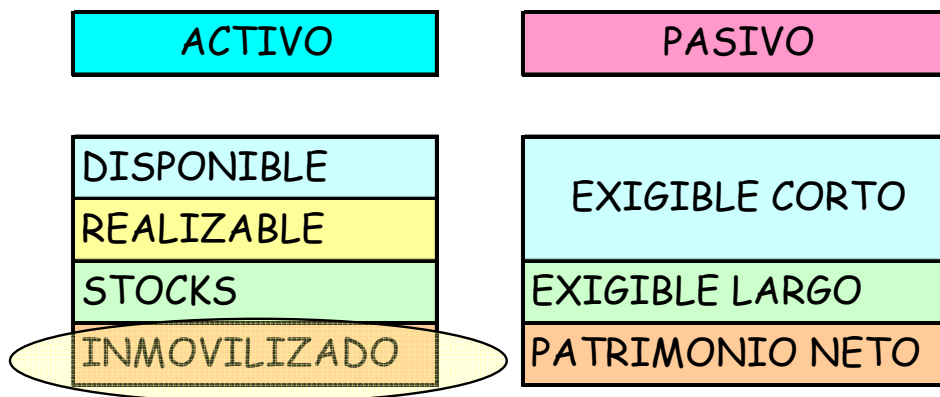 ACTIVO
PASIVO
DISPONIBLE
REALIZABLE
STOCKS
INMOVILIZADO
EXIGIBLE CORTO
EXIGIBLE LARGO
PATRIMONIO NETO